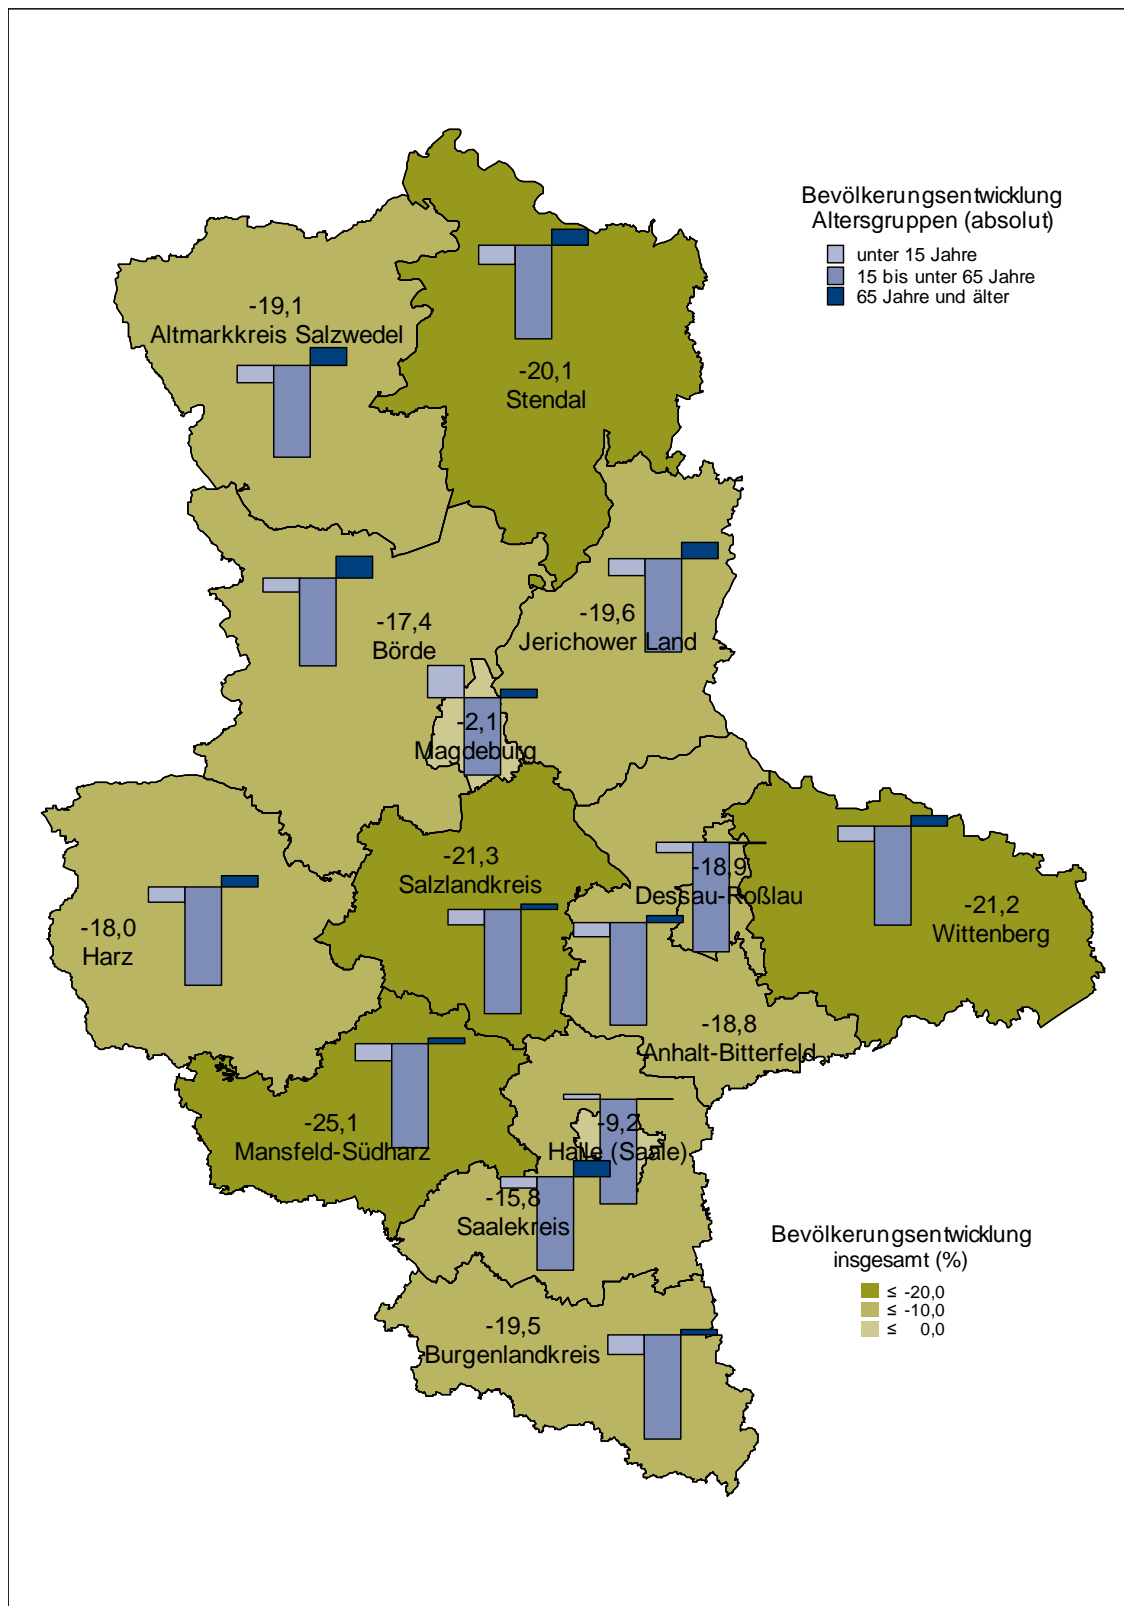 Bevölkerungsentwicklung
Altersgruppen (absolut)
unter 15 Jahre
15 bis unter 65 Jahre
65 Jahre und älter
-19,1
Altmarkkreis Salzwedel
-20,1
Stendal
-17,4
Börde
-19,6
Jerichower Land
-2,1
Magdeburg
-21,3
Salzlandkreis
-18,9
Dessau-Roßlau
-21,2
Wittenberg
-18,0
Harz
-18,8
Anhalt-Bitterfeld
-25,1
Mansfeld-Südharz
-9,2
Halle (Saale)
-15,8
Saalekreis
Bevölkerungsentwicklung
insgesamt (%)
≤ -20,0
≤ -10,0
≤ 0,0
-19,5
Burgenlandkreis